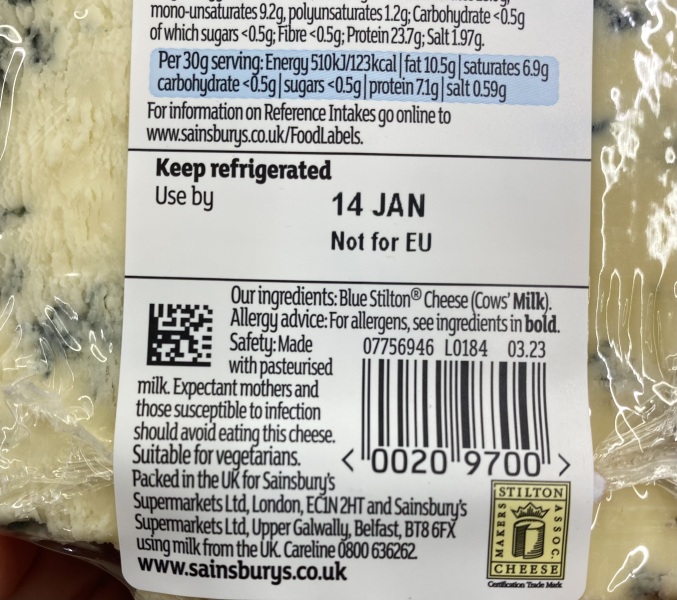 mono-unsaturates 9.2g, polyunsaturates 1.2g; Carbohydrate <0.5g
of which sugars <0.5g; Fibre <0.5g; Protein 23.7g; Salt 1.97g.
Per 30g serving: Energy 510kJ/123kcal | fat 10.5g | saturates 6.9g
carbohydrate <0.5g | sugars <0.5g | protein 7.1g | salt 0.59g
For information on Reference Intakes go online to
www.sainsburys.co.uk/FoodLabels.
Keep refrigerated
Use by 14 JAN
Not for EU
Our ingredients: Blue Stilton® Cheese (Cows' Milk).
Allergy advice: For allergens, see ingredients in bold.
Safety: Made
with pasteurised
milk. Expectant mothers and
those susceptible to infection
should avoid eating this cheese.
Suitable for vegetarians.
Packed in the UK for Sainsbury's
Supermarkets Ltd, London, EC1N 2HT and Sainsbury's
Supermarkets Ltd, Upper Galwally, Belfast, BT8 6FX
using milk from the UK. Careline 0800 636262.
www.sainsburys.co.uk
07756946 L0184 03.23
< 0020 9700 >
STILTON
MAKERS
ASSOC.
CHEESE
Certification Trade Mark